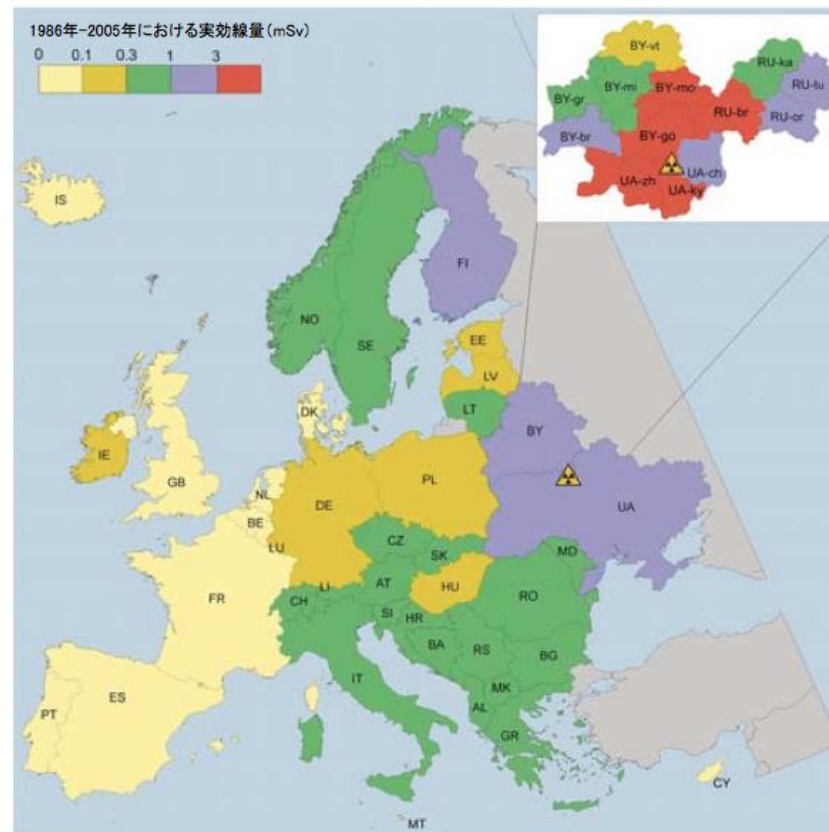 1986年-2005年における実効線量(mSv)
0 0.1 0.3 1 3
BY-vt
RU-ka
BY-mi BY-mo RU-tu
BY-gr RU-br RU-or
BY-br BY-go
UA-ch
UA-zh UA-ky
IS
FI
NO
SE
EE
LV
LT
DK
BY
IE
GB
NL
PL
DE
BE
UA
LU
CZ
SK
MD
FR
LI
AT
HU
CH
RO
SI
HR
BA
RS
BG
IT
MK
ES
PT
AL
GR
CY
MT